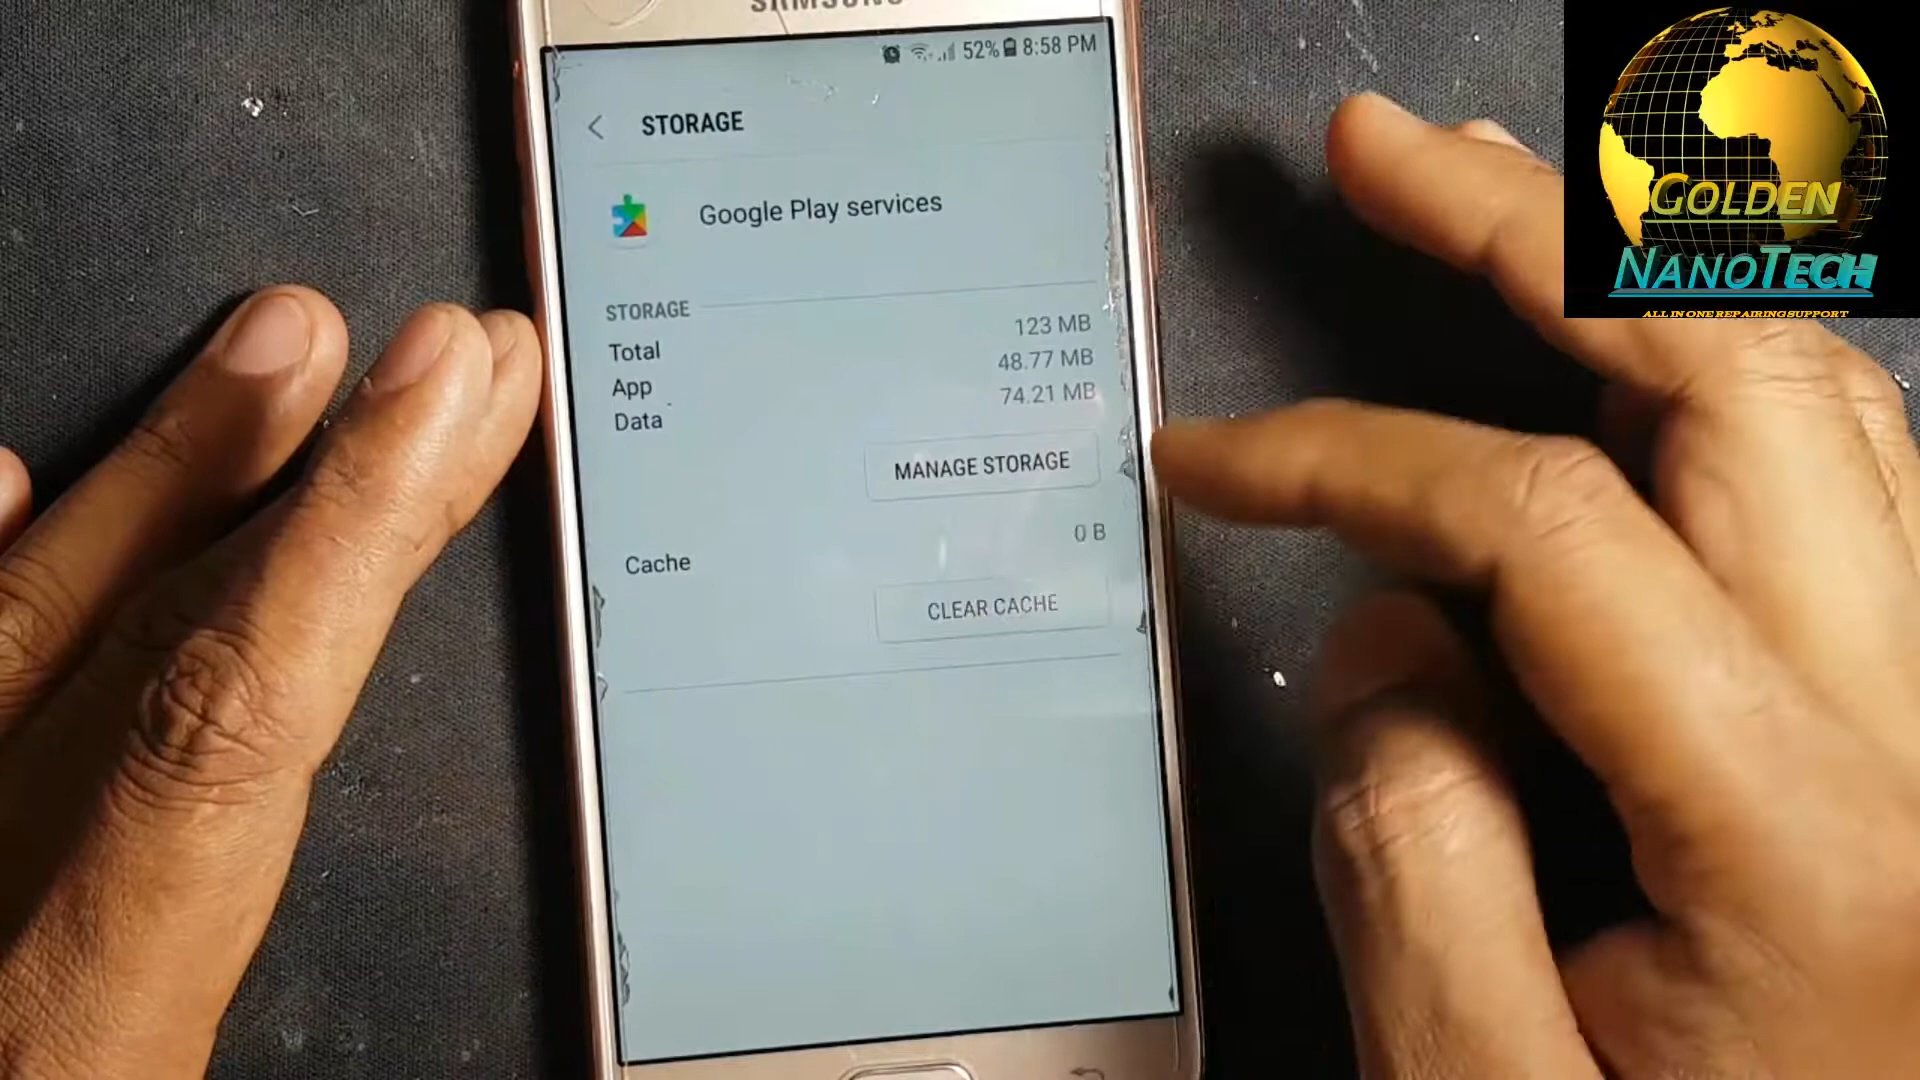 SAMSUNG
52% 8:58 PM
STORAGE
Google Play services
STORAGE
Total 123 MB
App 48.77 MB
Data 74.21 MB
MANAGE STORAGE
Cache 0 B
CLEAR CACHE
GOLDEN
NANOTECH
ALL IN ONE REPAIRING SUPPORT